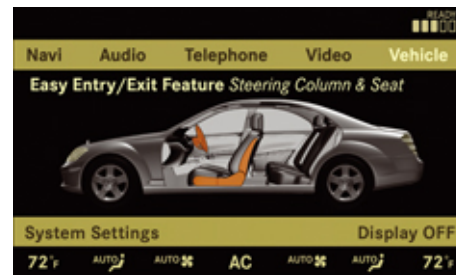 READY
Navi Audio Telephone Video Vehicle
Easy Entry/Exit Feature Steering Column & Seat
System Settings Display OFF
72°F AUTO AUTO AC AUTO AUTO 72°F